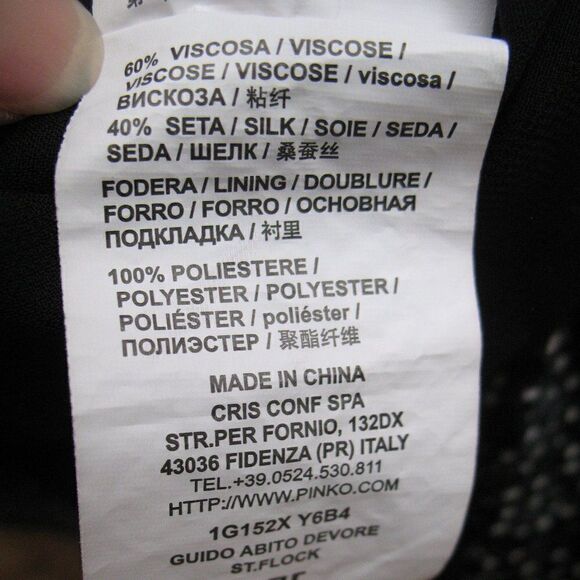 60% VISCOSA / VISCOSE /
VISCOSE / VISCOSE / viscosa /
ВИСКОЗА / 粘纤
40% SETA / SILK / SOIE / SEDA /
SEDA / ШЕЛК / 桑蚕丝
FODERA / LINING / DOUBLURE /
FORRO / FORRO / ОСНОВНАЯ
ПОДКЛАДКА / 衬里
100% POLIESTERE /
POLYESTER / POLYESTER /
POLIÉSTER / poliéster /
ПОЛИЭСТЕР / 聚酯纤维
MADE IN CHINA
CRIS CONF SPA
STR.PER FORNIO, 132DX
43036 FIDENZA (PR) ITALY
TEL.+39.0524.530.811
HTTP://WWW.PINKO.COM
1G152X Y6B4
GUIDO ABITO DEVORE
ST.FLOCK